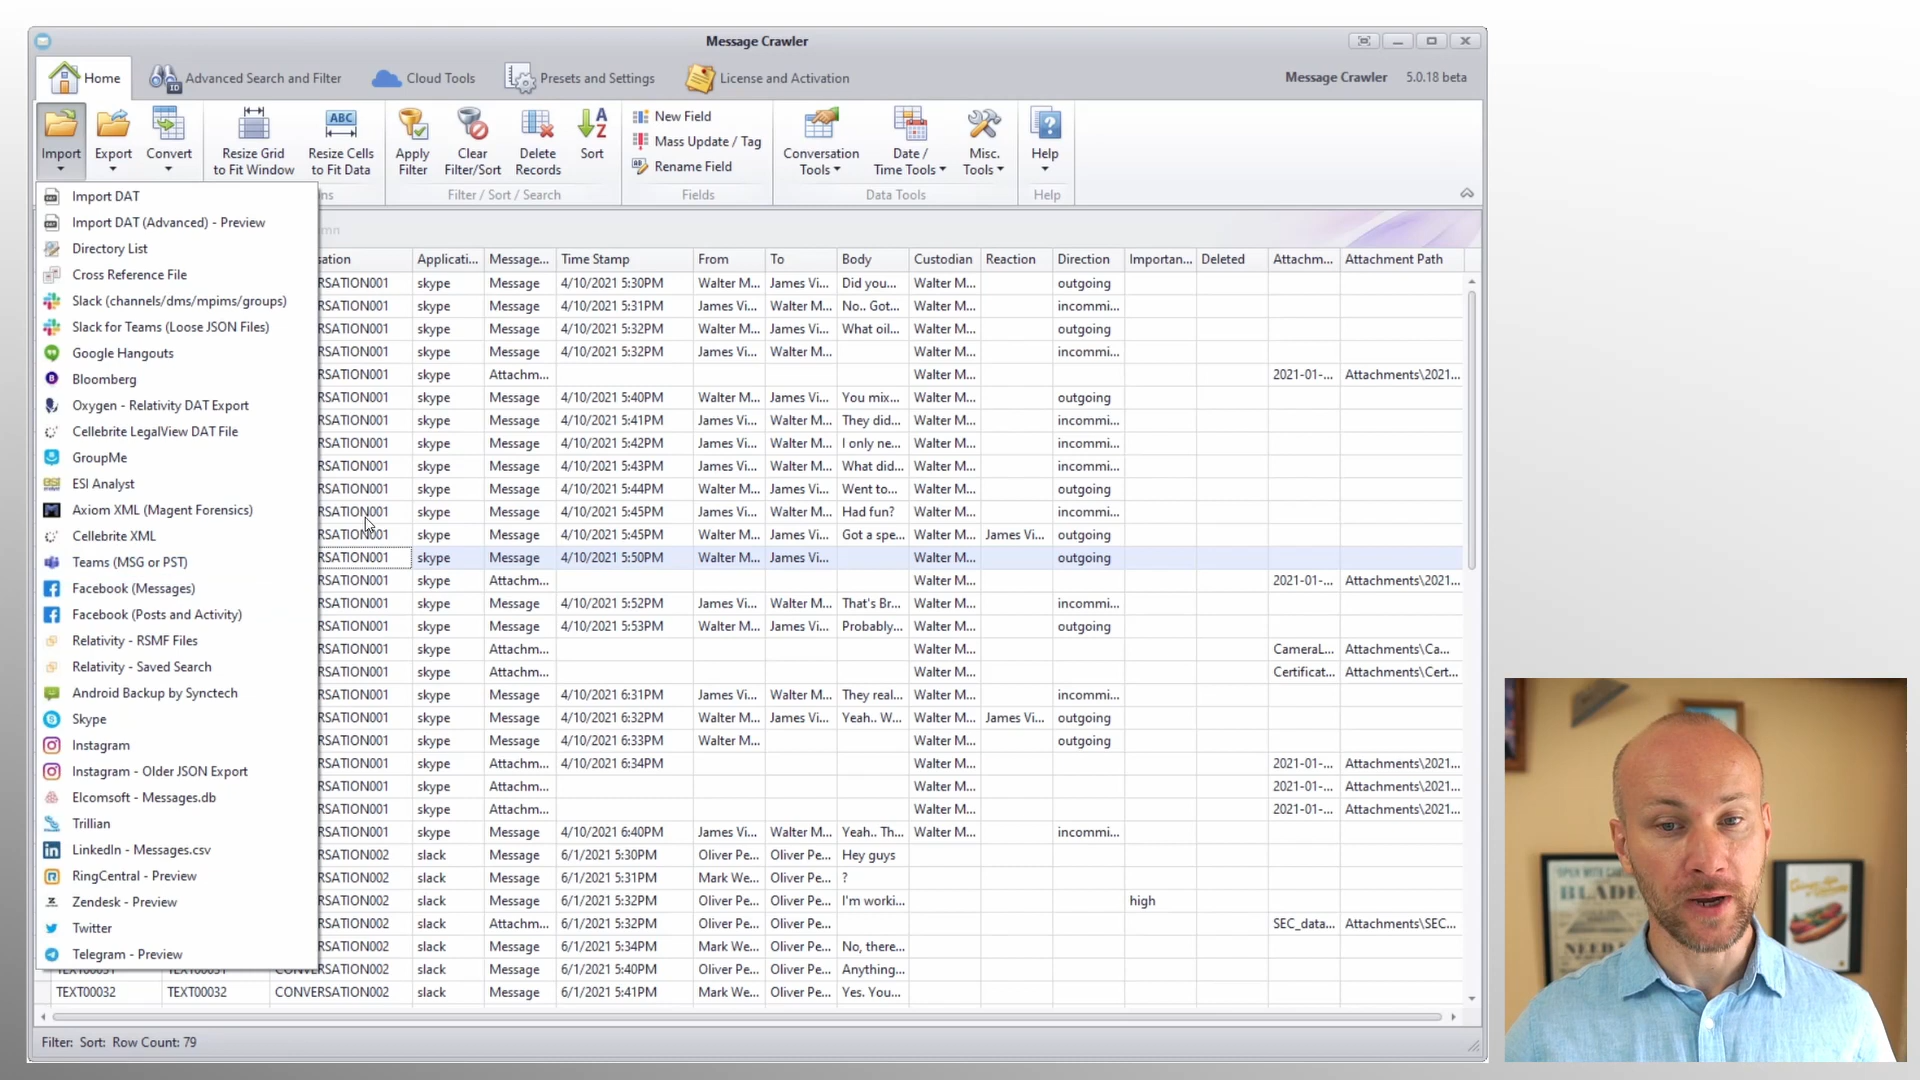 Message Crawler
Home
Advanced Search and Filter
Cloud Tools
Presets and Settings
License and Activation
Message Crawler 5.0.18 beta
Import
Export
Convert
Resize Grid
to Fit Window
Resize Cells
to Fit Data
Apply
Filter
Clear
Filter/Sort
Delete
Records
Sort
New Field
Mass Update / Tag
Rename Field
Conversation
Tools
Date /
Time Tools
Misc.
Tools
Help
ns
Filter / Sort / Search
Fields
Data Tools
Help
Import DAT
Import DAT (Advanced) - Preview
Directory List
Cross Reference File
Slack (channels/dms/mpims/groups)
Slack for Teams (Loose JSON Files)
Google Hangouts
Bloomberg
Oxygen - Relativity DAT Export
Cellebrite LegalView DAT File
GroupMe
ESI Analyst
Axiom XML (Magent Forensics)
Cellebrite XML
Teams (MSG or PST)
Facebook (Messages)
Facebook (Posts and Activity)
Relativity - RSMF Files
Relativity - Saved Search
Android Backup by Synctech
Skype
Instagram
Instagram - Older JSON Export
Elcomsoft - Messages.db
Trillian
LinkedIn - Messages.csv
RingCentral - Preview
Zendesk - Preview
Twitter
Telegram - Preview
mn
sation Applicati... Message... Time Stamp From To Body Custodian Reaction Direction Importan... Deleted Attachm... Attachment Path
RSATION001 skype Message 4/10/2021 5:30PM Walter M... James Vi... Did you... Walter M... outgoing
RSATION001 skype Message 4/10/2021 5:31PM James Vi... Walter M... No.. Got... Walter M... incommi...
RSATION001 skype Message 4/10/2021 5:32PM Walter M... James Vi... What oil... Walter M... outgoing
RSATION001 skype Message 4/10/2021 5:32PM James Vi... Walter M... Walter M... incommi...
RSATION001 skype Attachm... Walter M... 2021-01-... Attachments\2021...
RSATION001 skype Message 4/10/2021 5:40PM Walter M... James Vi... You mix... Walter M... outgoing
RSATION001 skype Message 4/10/2021 5:41PM James Vi... Walter M... They did... Walter M... incommi...
RSATION001 skype Message 4/10/2021 5:42PM James Vi... Walter M... I only ne... Walter M... incommi...
RSATION001 skype Message 4/10/2021 5:43PM James Vi... Walter M... What did... Walter M... incommi...
RSATION001 skype Message 4/10/2021 5:44PM Walter M... James Vi... Went to... Walter M... outgoing
RSATION001 skype Message 4/10/2021 5:45PM James Vi... Walter M... Had fun? Walter M... incommi...
RSATION001 skype Message 4/10/2021 5:45PM Walter M... James Vi... Got a spe... Walter M... James Vi... outgoing
RSATION001 skype Message 4/10/2021 5:50PM Walter M... James Vi... Walter M... outgoing
RSATION001 skype Attachm... Walter M... 2021-01-... Attachments\2021...
RSATION001 skype Message 4/10/2021 5:52PM James Vi... Walter M... That's Br... Walter M... incommi...
RSATION001 skype Message 4/10/2021 5:53PM Walter M... James Vi... Probably... Walter M... outgoing
RSATION001 skype Attachm... Walter M... CameraL... Attachments\Ca...
RSATION001 skype Attachm... Walter M... Certificat... Attachments\Cert...
RSATION001 skype Message 4/10/2021 6:31PM James Vi... Walter M... They real... Walter M... incommi...
RSATION001 skype Message 4/10/2021 6:32PM Walter M... James Vi... Yeah.. W... Walter M... James Vi... outgoing
RSATION001 skype Message 4/10/2021 6:33PM Walter M... Walter M... outgoing
RSATION001 skype Attachm... 4/10/2021 6:34PM Walter M... 2021-01-... Attachments\2021...
RSATION001 skype Attachm... Walter M... 2021-01-... Attachments\2021...
RSATION001 skype Attachm... Walter M... 2021-01-... Attachments\2021...
RSATION001 skype Message 4/10/2021 6:40PM James Vi... Walter M... Yeah.. Th... Walter M... incommi...
RSATION002 slack Message 6/1/2021 5:30PM Oliver Pe... Oliver Pe... Hey guys
RSATION002 slack Message 6/1/2021 5:31PM Mark We... Oliver Pe... ?
RSATION002 slack Message 6/1/2021 5:32PM Oliver Pe... Oliver Pe... I'm worki... high
RSATION002 slack Attachm... 6/1/2021 5:32PM Oliver Pe... Oliver Pe... SEC_data... Attachments\SEC...
RSATION002 slack Message 6/1/2021 5:34PM Mark We... Oliver Pe... No, there...
TEXT00031 TEXT00031 CONVERSATION002 slack Message 6/1/2021 5:40PM Oliver Pe... Oliver Pe... Anything...
TEXT00032 TEXT00032 CONVERSATION002 slack Message 6/1/2021 5:41PM Mark We... Oliver Pe... Yes. You...
Filter: Sort: Row Count: 79
BLADE
NEED